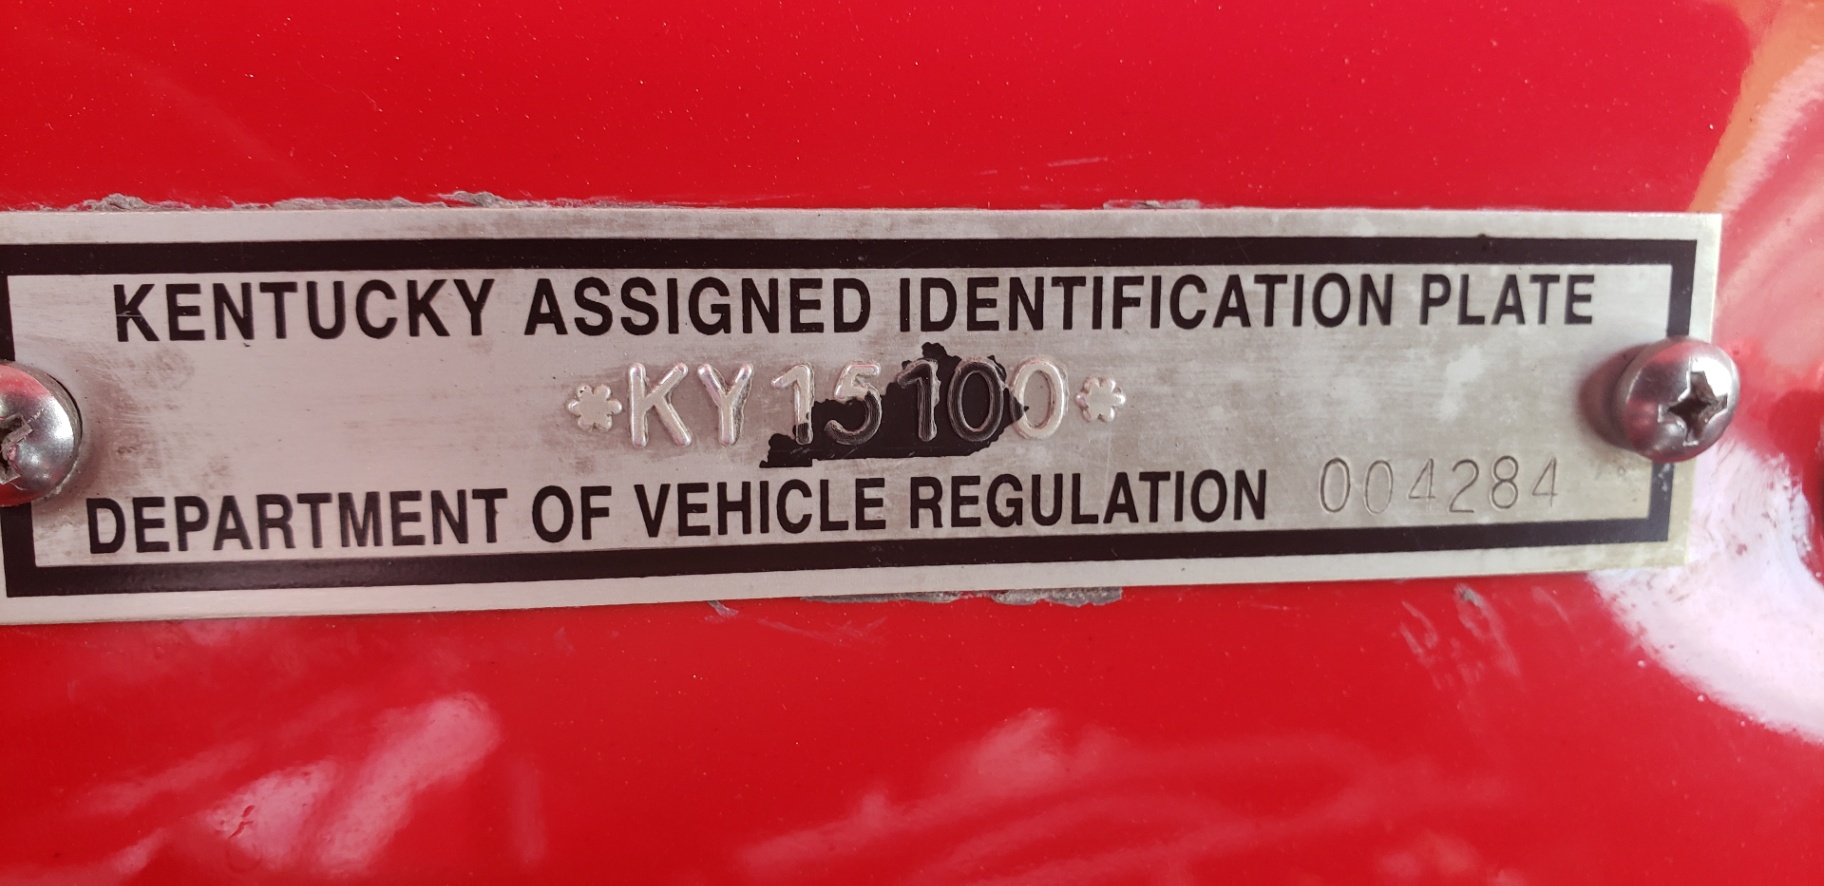 KENTUCKY ASSIGNED IDENTIFICATION PLATE
*KY15100*
DEPARTMENT OF VEHICLE REGULATION 004284